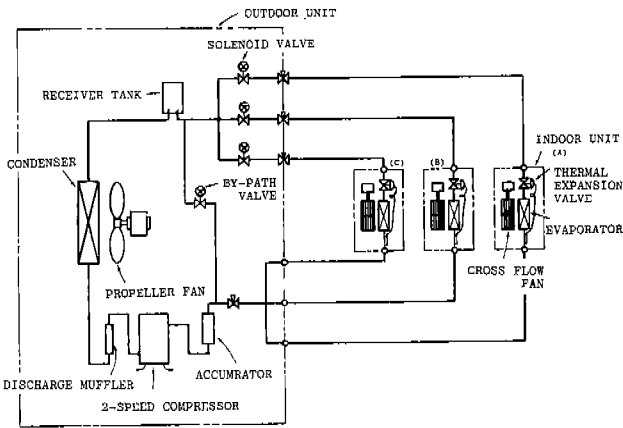 OUTDOOR UNIT
SOLENOID VALVE
RECEIVER TANK
INDOOR UNIT
(A)
(B)
(C)
CONDENSER
THERMAL
EXPANSION
VALVE
BY-PATH
VALVE
EVAPORATOR
CROSS FLOW
FAN
PROPELLER FAN
ACCUMRATOR
DISCHARGE MUFFLER
2-SPEED COMPRESSOR